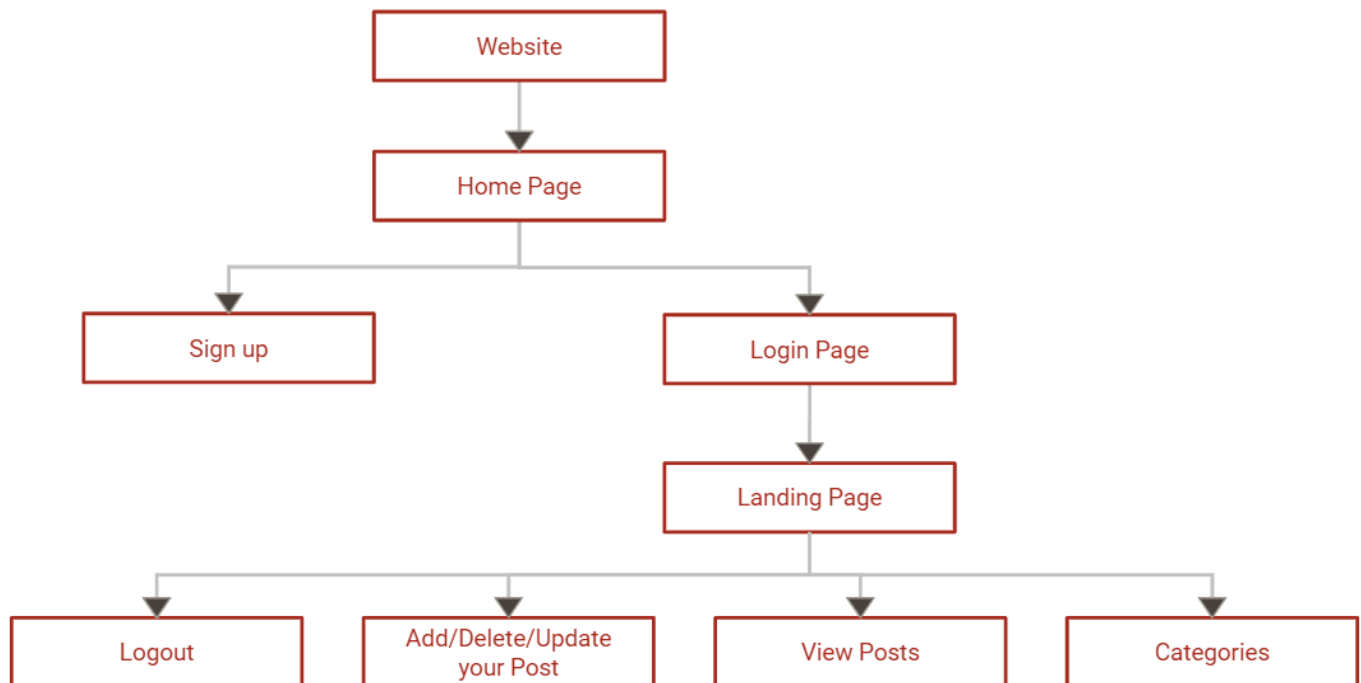 Website
Home Page
Sign up
Login Page
Landing Page
Logout
Add/Delete/Update
your Post
View Posts
Categories